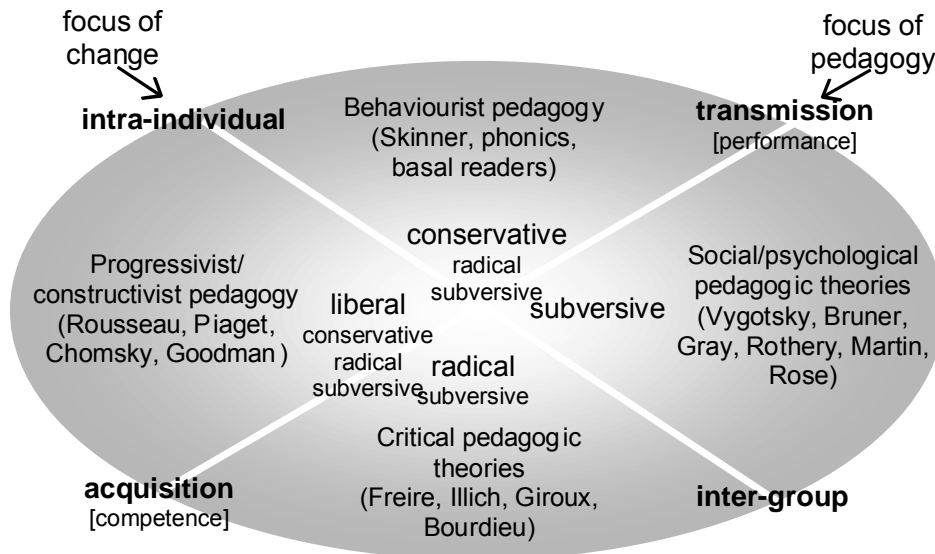 focus of
change
focus of
pedagogy
intra-individual
Behaviourist pedagogy
(Skinner, phonics,
basal readers)
transmission
[performance]
conservative
radical
subversive
Progressivist/
constructivist pedagogy
(Rousseau, Piaget,
Chomsky, Goodman )
liberal
conservative
radical
subversive
subversive
Social/psychological
pedagogic theories
(Vygotsky, Bruner,
Gray, Rothery, Martin,
Rose)
radical
subversive
Critical pedagogic
theories
(Freire, Illich, Giroux,
Bourdieu)
acquisition
[competence]
inter-group